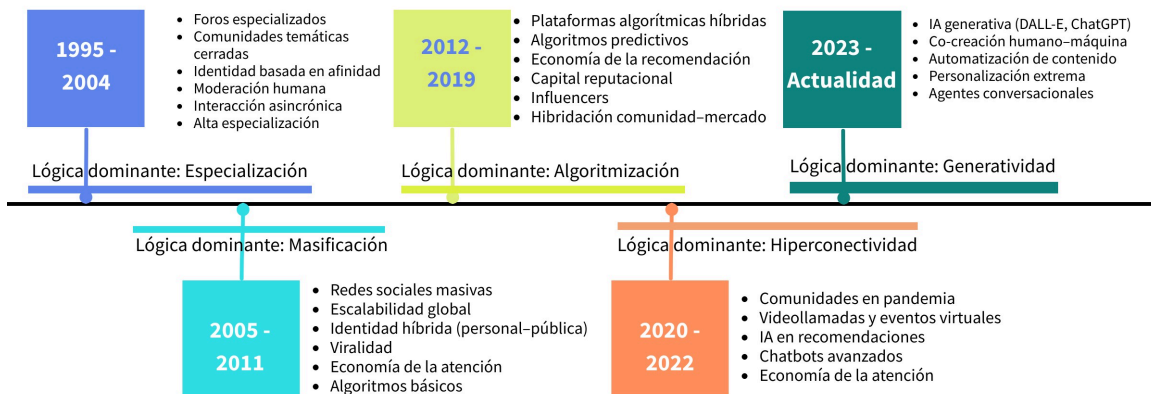 1995 -
2004
• Foros especializados
• Comunidades temáticas
cerradas
• Identidad basada en afinidad
• Moderación humana
• Interacción asincrónica
• Alta especialización
Lógica dominante: Especialización
2012 -
2019
• Plataformas algorítmicas híbridas
• Algoritmos predictivos
• Economía de la recomendación
• Capital reputacional
• Influencers
• Hibridación comunidad–mercado
Lógica dominante: Algoritmización
2023 -
Actualidad
• IA generativa (DALL-E, ChatGPT)
• Co-creación humano–máquina
• Automatización de contenido
• Personalización extrema
• Agentes conversacionales
Lógica dominante: Generatividad
Lógica dominante: Masificación
2005 -
2011
• Redes sociales masivas
• Escalabilidad global
• Identidad híbrida (personal–pública)
• Viralidad
• Economía de la atención
• Algoritmos básicos
Lógica dominante: Hiperconectividad
2020 -
2022
• Comunidades en pandemia
• Videollamadas y eventos virtuales
• IA en recomendaciones
• Chatbots avanzados
• Economía de la atención